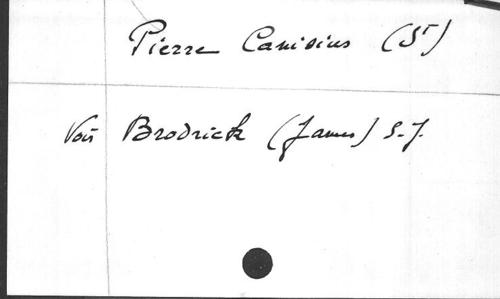 Pierre Canisius (St)
Voir Brodrick (James) S.J.